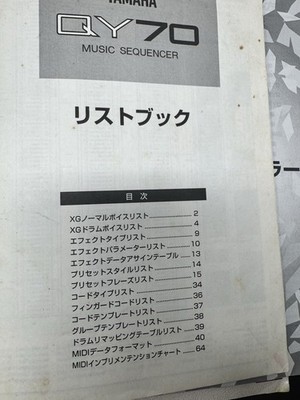 YAMAHA
QY70
MUSIC SEQUENCER
リストブック
目 次
XGノーマルボイスリスト 2
XGドラムボイスリスト 4
エフェクトタイプリスト 9
エフェクトパラメーターリスト 10
エフェクトデータアサインテーブル 13
プリセットスタイルリスト 14
プリセットフレーズリスト 15
コードタイプリスト 34
フィンガードコードリスト 36
コードテンプレートリスト 37
グルーブテンプレートリスト 38
ドラムリマッピングテーブルリスト 39
MIDIデータフォーマット 40
MIDIインプリメンテーションチャート 64
ラー